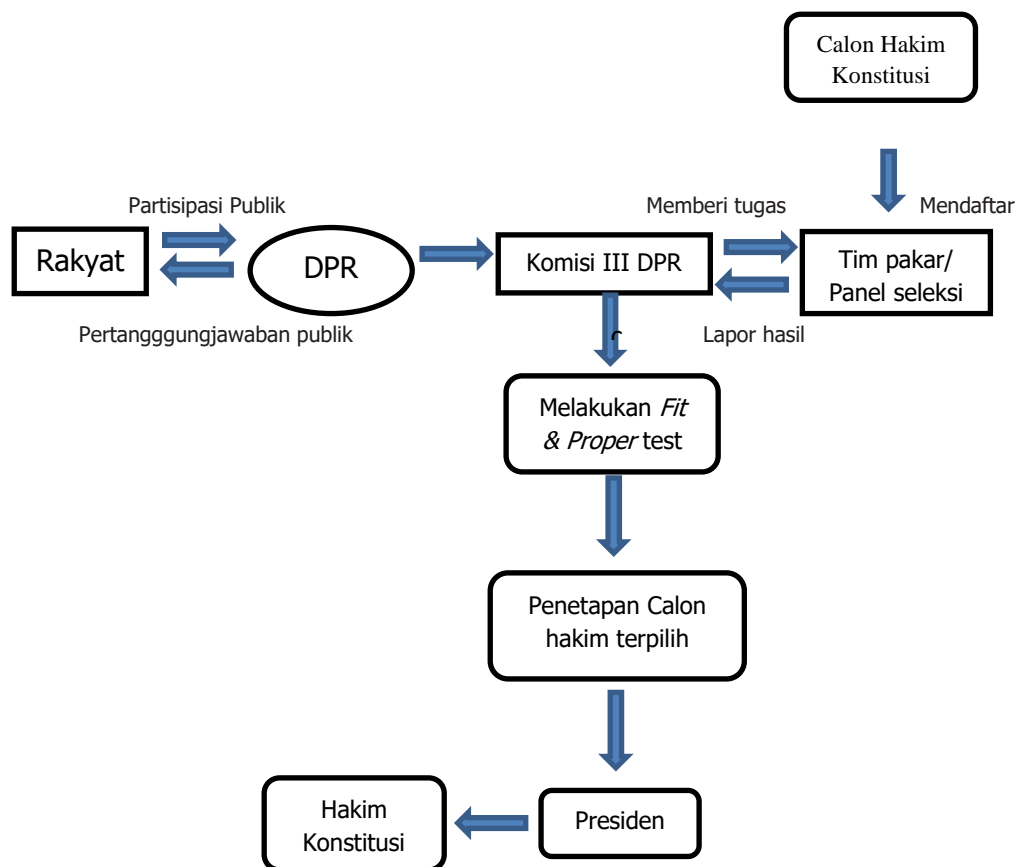 Calon Hakim
Konstitusi
Partisipasi Publik
Memberi tugas
Mendaftar
Rakyat
DPR
Komisi III DPR
Tim pakar/
Panel seleksi
Pertangggungjawaban publik
Lapor hasil
Melakukan Fit
& Proper test
Penetapan Calon
hakim terpilih
Hakim
Konstitusi
Presiden